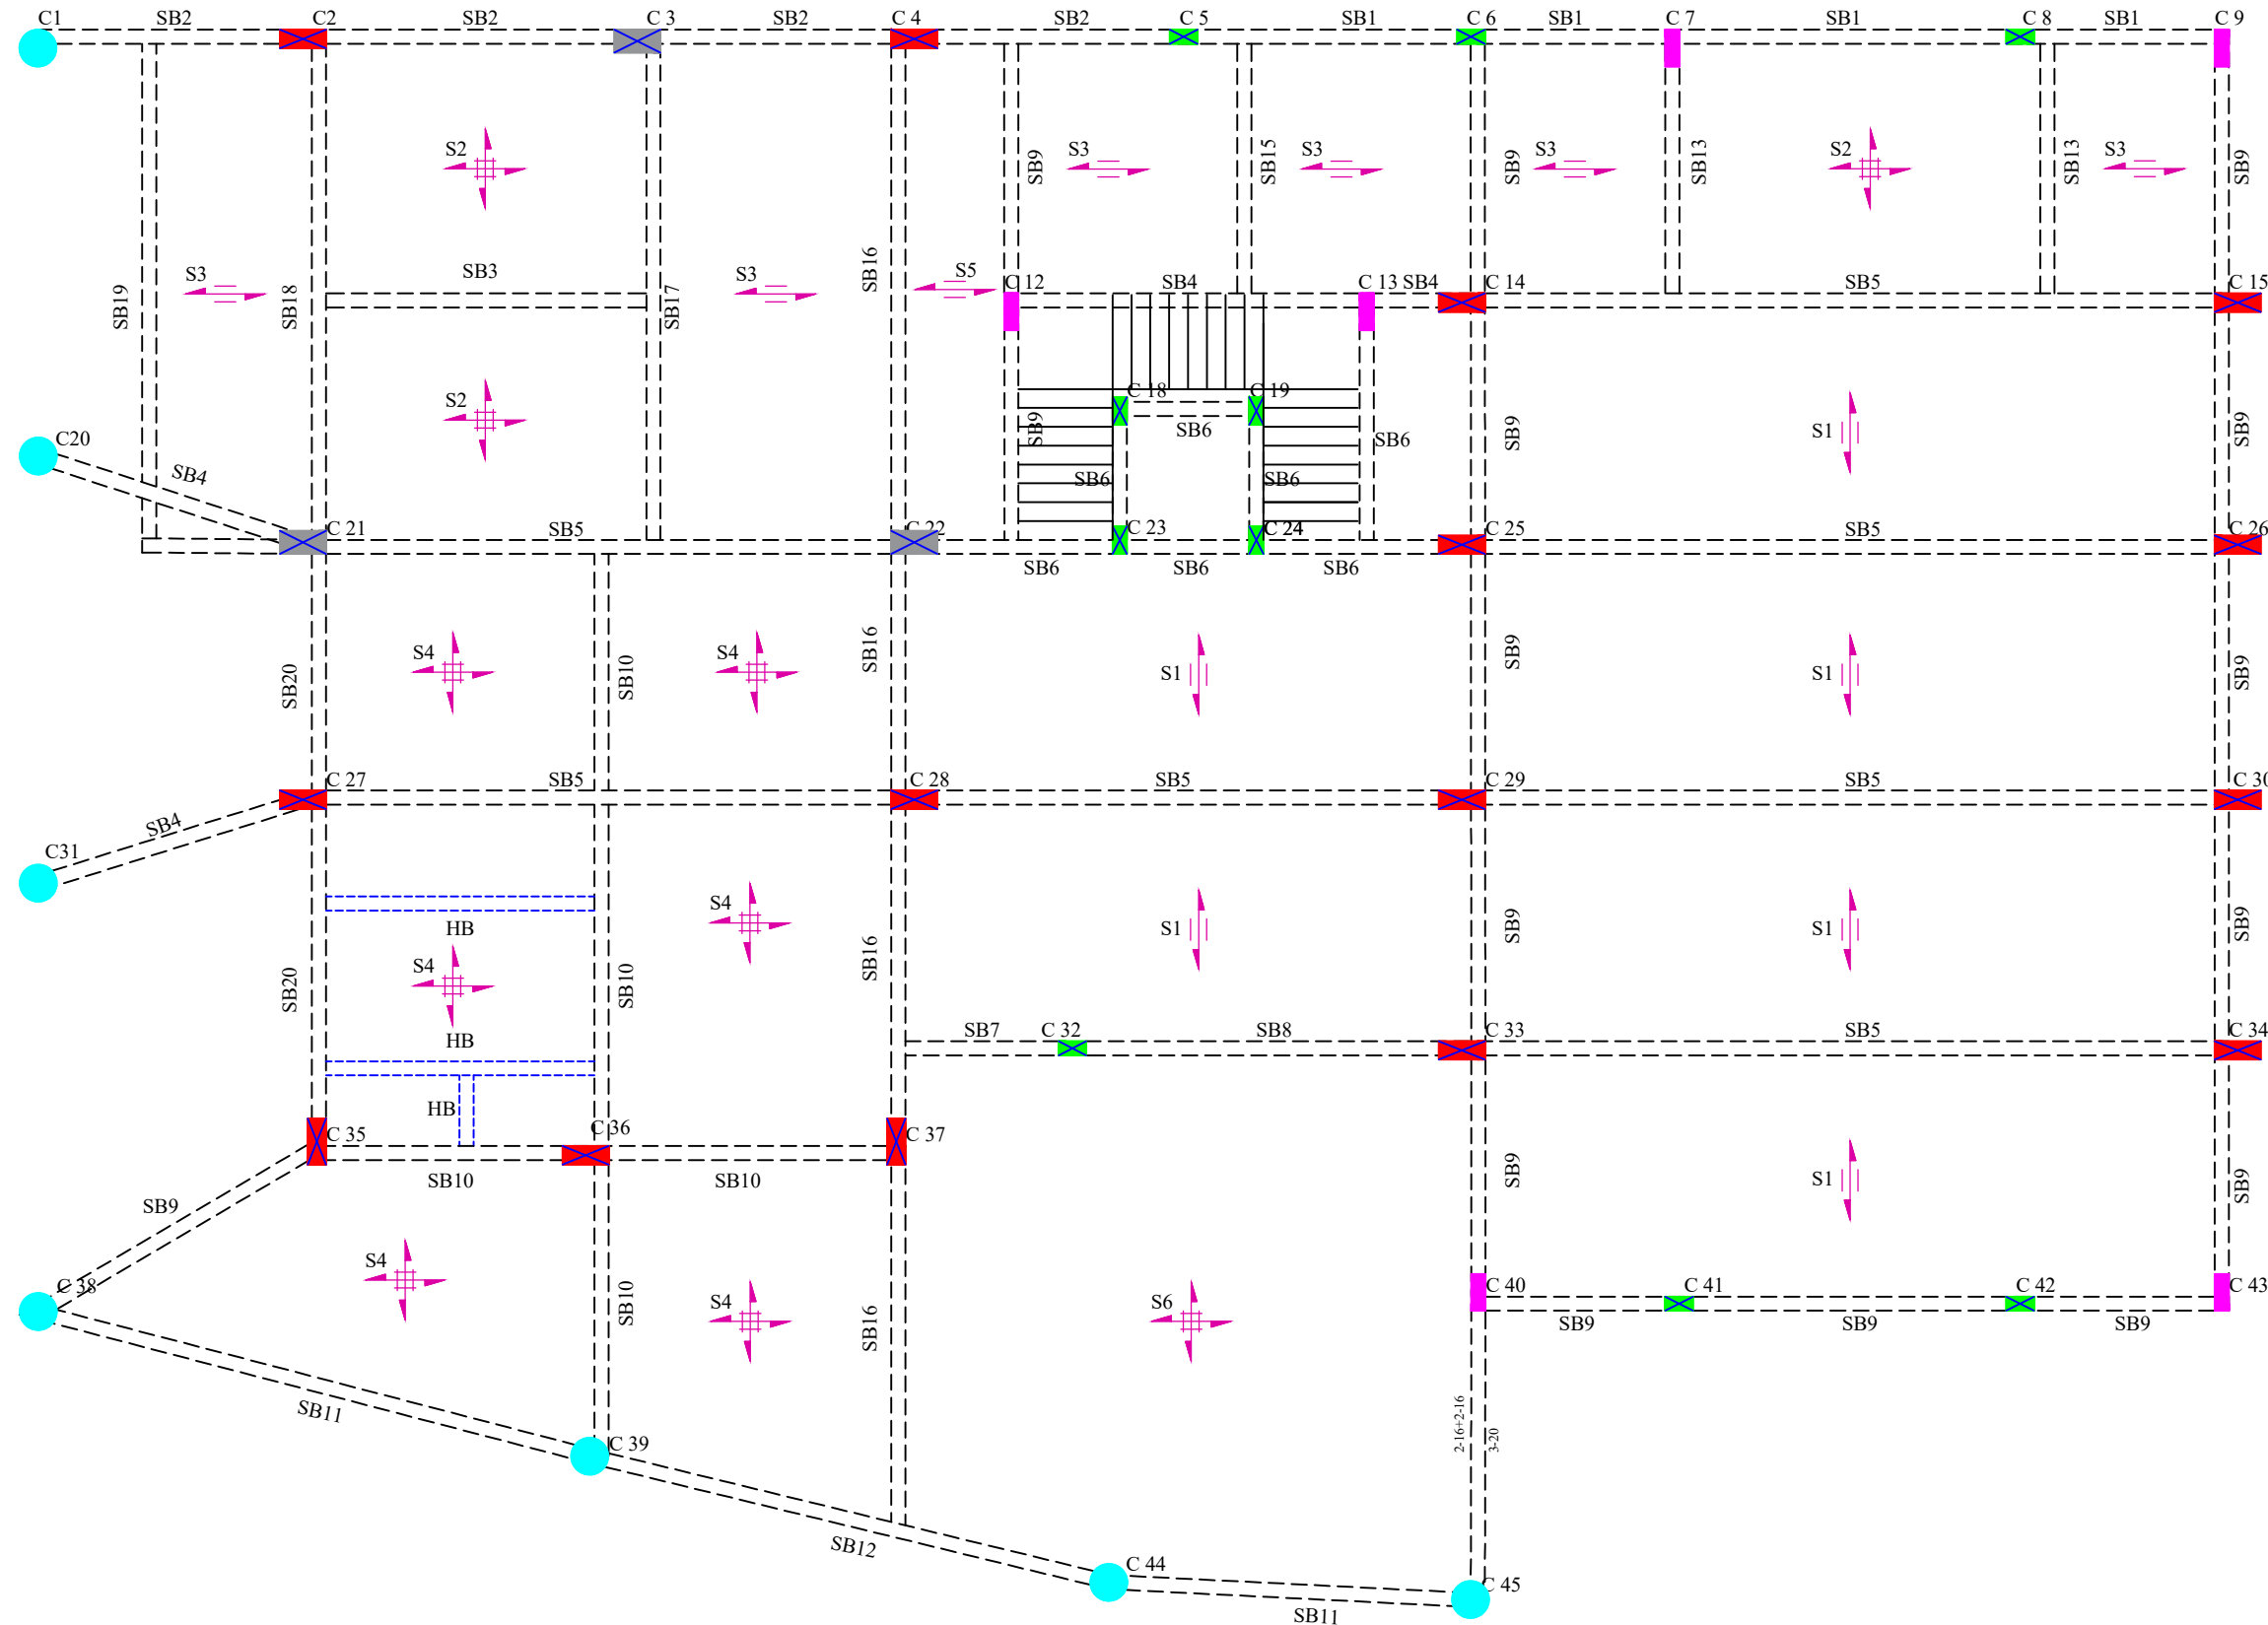 C1 SB2 C2 SB2 C 3 SB2 C 4 SB2 C 5 SB1 C 6 SB1 C 7 SB1 C 8 SB1 C 9
S2 SB9 S3 SB15 S3 SB9 S3 SB13 S2 SB13 S3 SB9
SB19 S3 SB18 SB3 SB17 S3 SB16 S5 C 12 SB4 C 13 SB4 C 14 SB5 C 15
C 18 C 19
S2 SB9 SB6 SB6 SB9 S1 SB9
C20 SB4 SB6 SB6
C 21 SB5 C 22 C 23 C 24 C 25 SB5 C 26
SB6 SB6 SB6
SB20 S4 SB10 S4 SB16 S1 SB9 S1 SB9
C 27 SB5 C 28 SB5 C 29 SB5 C 30
SB4
C31
HB S4 S1 SB9 S1 SB9
SB20 S4 SB10 SB16
HB SB7 C 32 SB8 C 33 SB5 C 34
HB
C 35 C 36 C 37
SB10 SB10 SB9 S1 SB9
SB9
C 38 S4 SB10 S4 SB16 S6 C 40 C 41 C 42 C 43
SB9 SB9 SB9
SB11 C 39 2-16+2-16 3-20
SB12 C 44 C 45
SB11